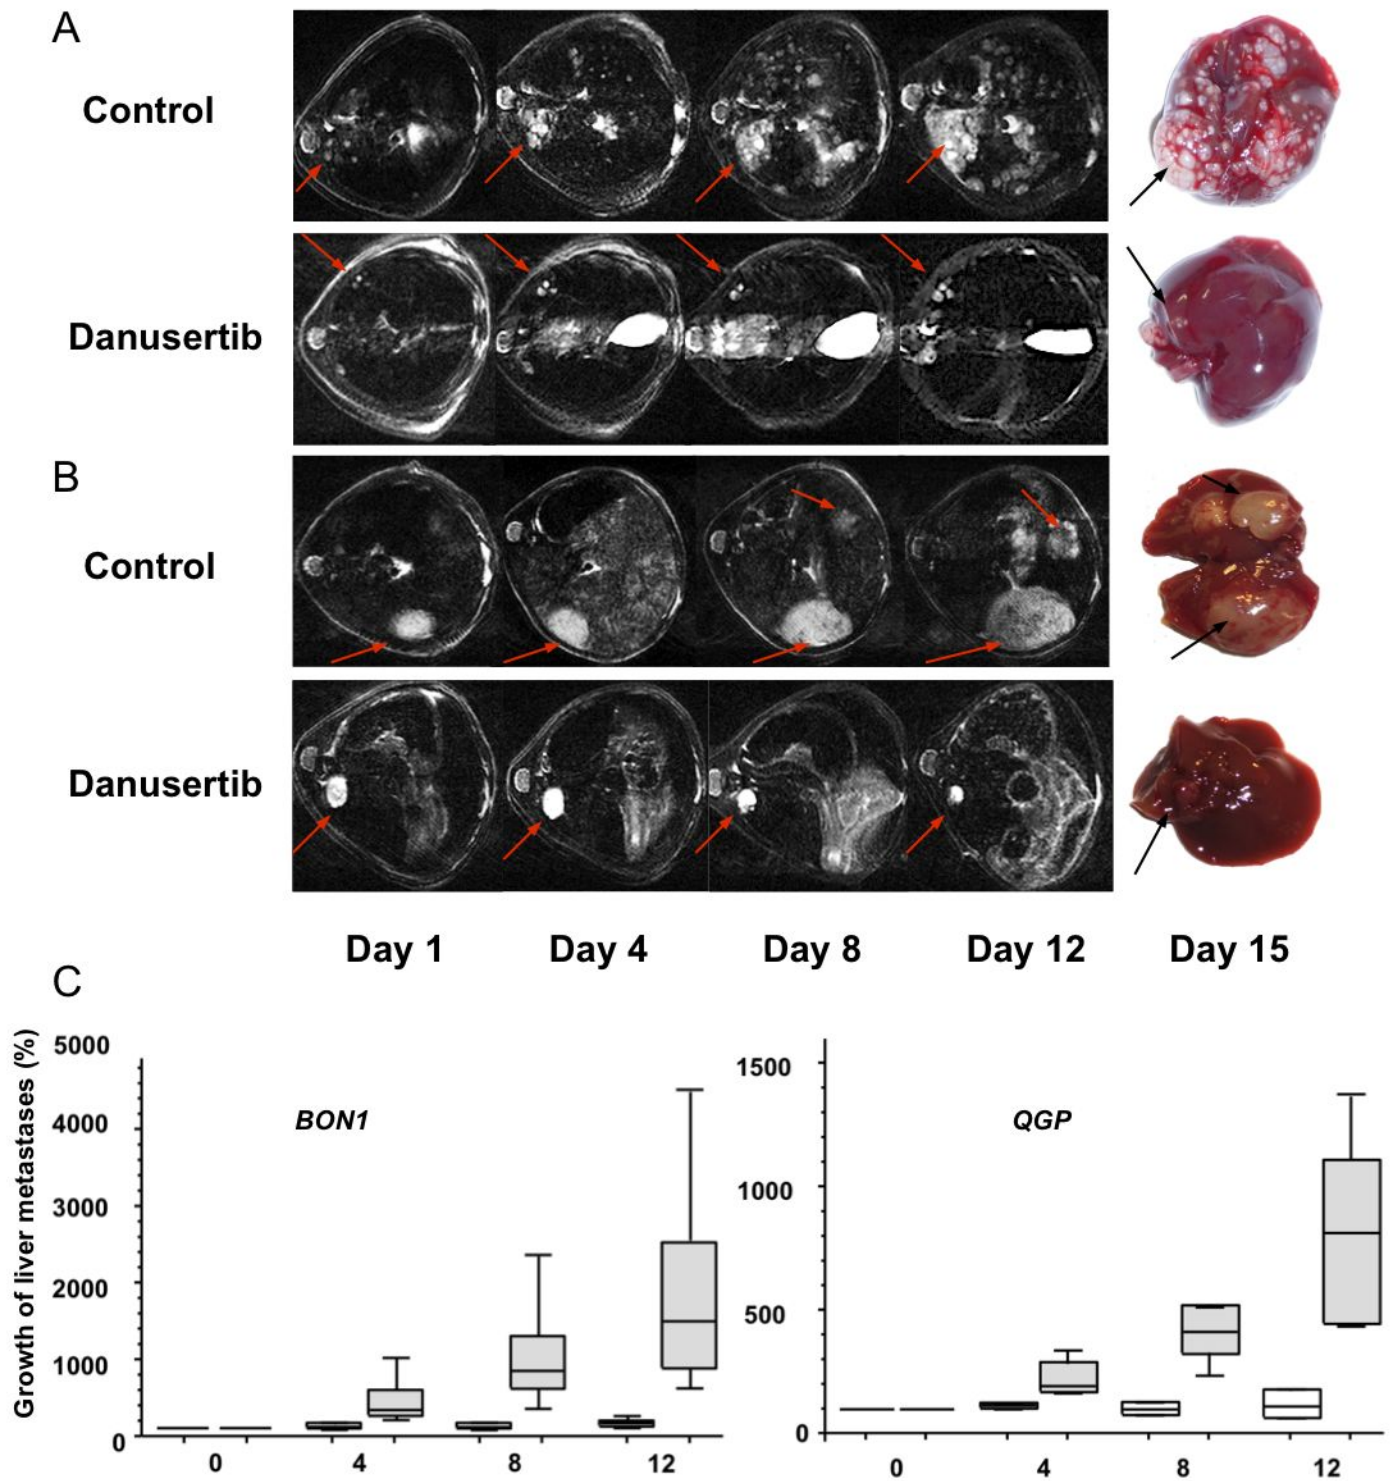 A
Control
Danusertib
B
Control
Danusertib
Day 1 Day 4 Day 8 Day 12 Day 15
C
Growth of liver metastases (%)
5000
4000
3000
2000
1000
0
BON1
0 4 8 12
1500
1000
500
0
QGP
0 4 8 12